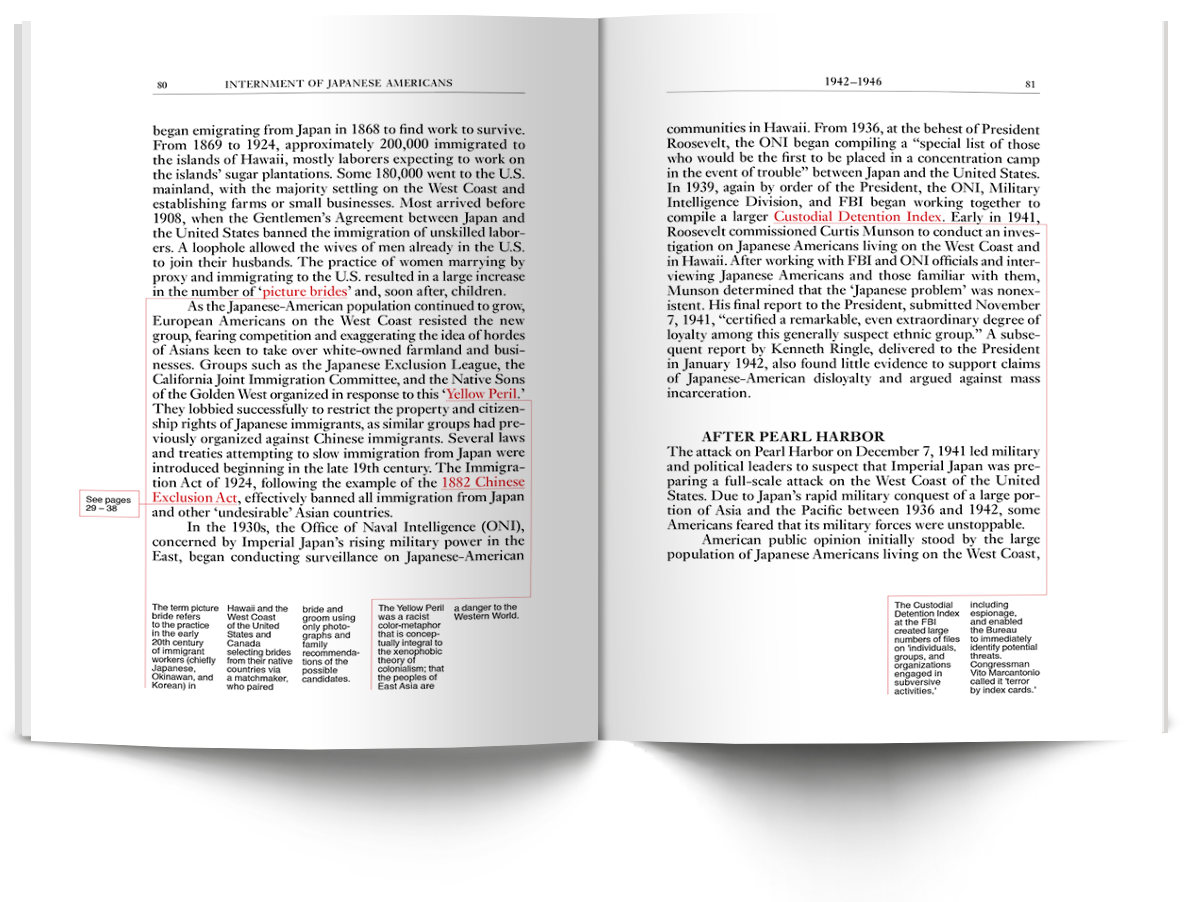 80 INTERNMENT OF JAPANESE AMERICANS
began emigrating from Japan in 1868 to find work to survive.
From 1869 to 1924, approximately 200,000 immigrated to
the islands of Hawaii, mostly laborers expecting to work on
the islands’ sugar plantations. Some 180,000 went to the U.S.
mainland, with the majority settling on the West Coast and
establishing farms or small businesses. Most arrived before
1908, when the Gentlemen’s Agreement between Japan and
the United States banned the immigration of unskilled labor-
ers. A loophole allowed the wives of men already in the U.S.
to join their husbands. The practice of women marrying by
proxy and immigrating to the U.S. resulted in a large increase
in the number of ‘picture brides’ and, soon after, children.
As the Japanese-American population continued to grow,
European Americans on the West Coast resisted the new
group, fearing competition and exaggerating the idea of hordes
of Asians keen to take over white-owned farmland and busi-
nesses. Groups such as the Japanese Exclusion League, the
California Joint Immigration Committee, and the Native Sons
of the Golden West organized in response to this ‘Yellow Peril.’
They lobbied successfully to restrict the property and citizen-
ship rights of Japanese immigrants, as similar groups had pre-
viously organized against Chinese immigrants. Several laws
and treaties attempting to slow immigration from Japan were
introduced beginning in the late 19th century. The Immigra-
tion Act of 1924, following the example of the 1882 Chinese
Exclusion Act, effectively banned all immigration from Japan
and other ‘undesirable’ Asian countries.
In the 1930s, the Office of Naval Intelligence (ONI),
concerned by Imperial Japan’s rising military power in the
East, began conducting surveillance on Japanese-American
See pages
29 – 38
The term picture
bride refers
to the practice
in the early
20th century
of immigrant
workers (chiefly
Japanese,
Okinawan, and
Korean) in
Hawaii and the
West Coast
of the United
States and
Canada
selecting brides
from their native
countries via
a matchmaker,
who paired
bride and
groom using
only photo-
graphs and
family
recommenda-
tions of the
possible
candidates.
The Yellow Peril
was a racist
color-metaphor
that is concep-
tually integral to
the xenophobic
theory of
colonialism; that
the peoples of
East Asia are
a danger to the
Western World.
1942–1946 81
communities in Hawaii. From 1936, at the behest of President
Roosevelt, the ONI began compiling a “special list of those
who would be the first to be placed in a concentration camp
in the event of trouble” between Japan and the United States.
In 1939, again by order of the President, the ONI, Military
Intelligence Division, and FBI began working together to
compile a larger Custodial Detention Index. Early in 1941,
Roosevelt commissioned Curtis Munson to conduct an inves-
tigation on Japanese Americans living on the West Coast and
in Hawaii. After working with FBI and ONI officials and inter-
viewing Japanese Americans and those familiar with them,
Munson determined that the ‘Japanese problem’ was nonex-
istent. His final report to the President, submitted November
7, 1941, “certified a remarkable, even extraordinary degree of
loyalty among this generally suspect ethnic group.” A subse-
quent report by Kenneth Ringle, delivered to the President
in January 1942, also found little evidence to support claims
of Japanese-American disloyalty and argued against mass
incarceration.
AFTER PEARL HARBOR
The attack on Pearl Harbor on December 7, 1941 led military
and political leaders to suspect that Imperial Japan was pre-
paring a full-scale attack on the West Coast of the United
States. Due to Japan’s rapid military conquest of a large por-
tion of Asia and the Pacific between 1936 and 1942, some
Americans feared that its military forces were unstoppable.
American public opinion initially stood by the large
population of Japanese Americans living on the West Coast,
The Custodial
Detention Index
at the FBI
created large
numbers of files
on ‘individuals,
groups, and
organizations
engaged in
subversive
activities,’
including
espionage,
and enabled
the Bureau
to immediately
identify potential
threats.
Congressman
Vito Marcantonio
called it ‘terror
by index cards.’